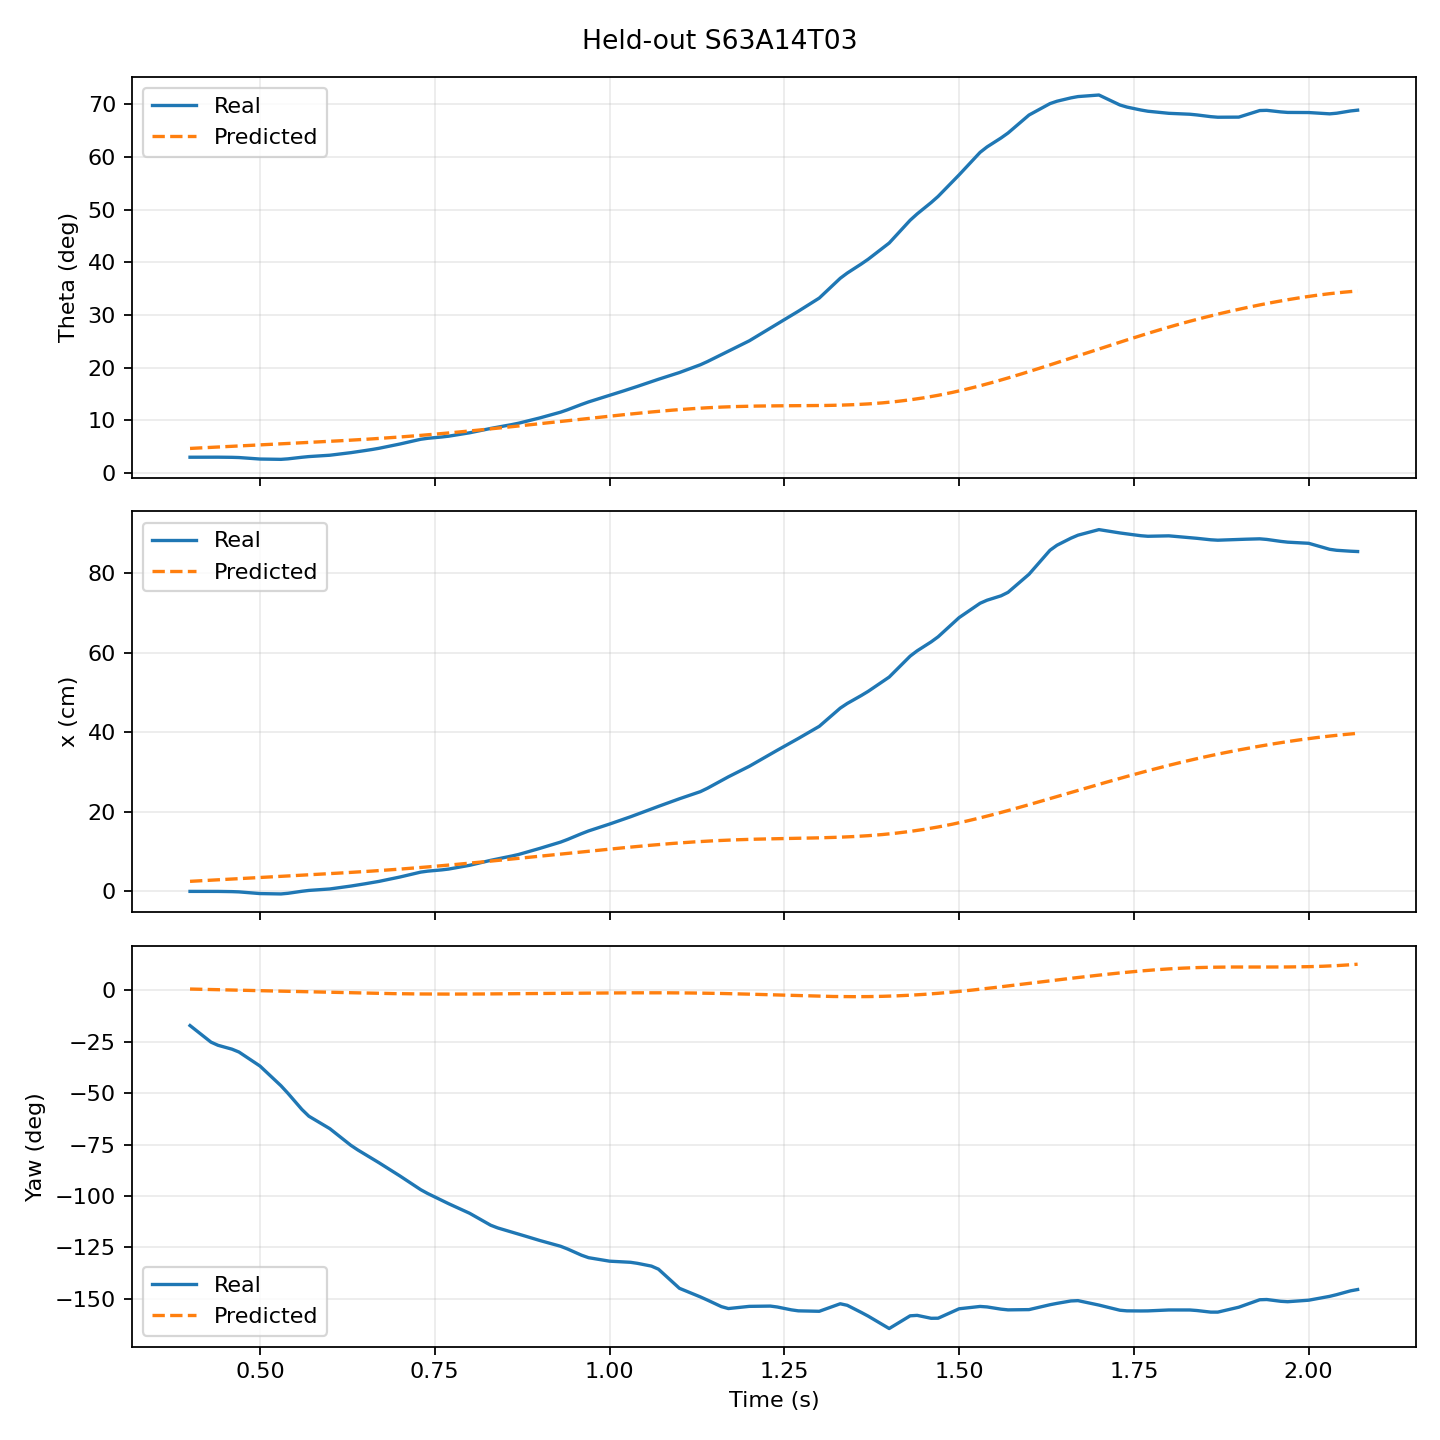 Held-out S63A14T03
Real
Predicted
Theta (deg)
70
60
50
40
30
20
10
0
Real
Predicted
x (cm)
80
60
40
20
0
Real
Predicted
Yaw (deg)
0
−25
−50
−75
−100
−125
−150
0.50 0.75 1.00 1.25 1.50 1.75 2.00
Time (s)